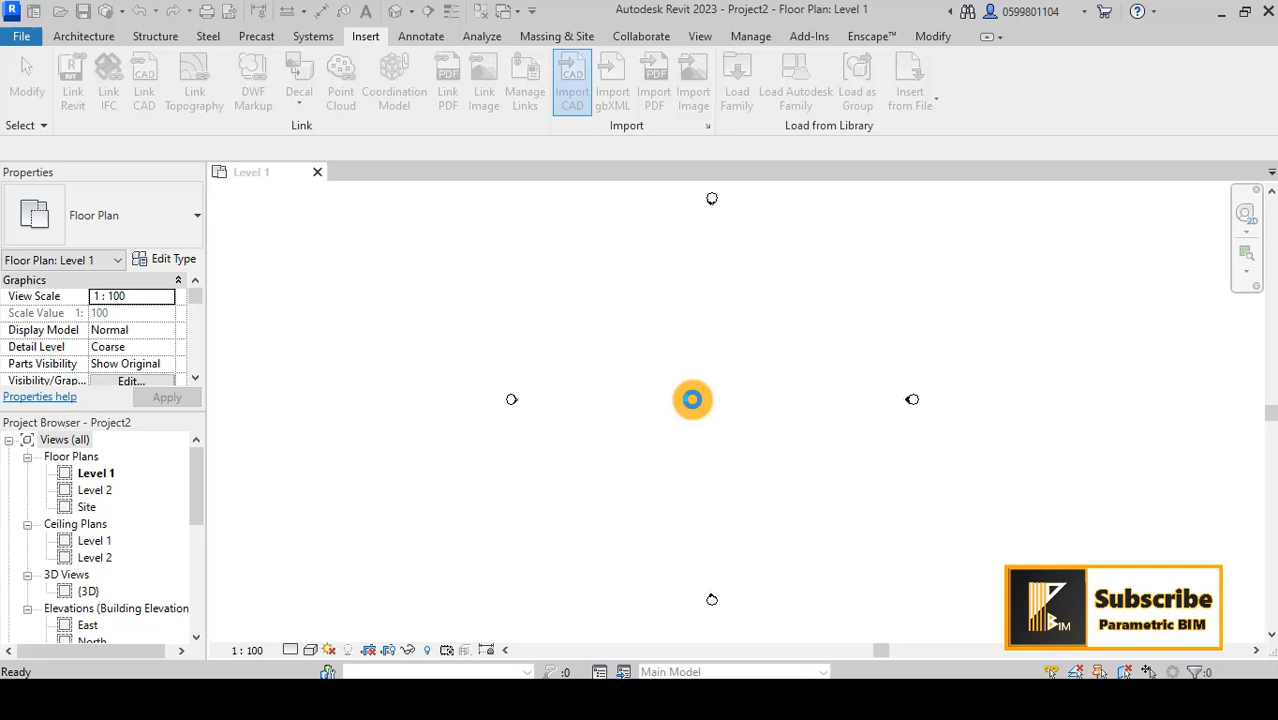 Autodesk Revit 2023 - Project2 - Floor Plan: Level 1
0599801104
File
Architecture
Structure
Steel
Precast
Systems
Insert
Annotate
Analyze
Massing & Site
Collaborate
View
Manage
Add-Ins
Enscape™
Modify
Modify
Link Revit
Link IFC
Link CAD
Link Topography
DWF Markup
Decal
Point Cloud
Coordination Model
Link PDF
Link Image
Manage Links
Import CAD
Import gbXML
Import PDF
Import Image
Load Family
Load Autodesk Family
Load as Group
Insert from File
Select
Link
Import
Load from Library
Properties
Level 1
Floor Plan
Floor Plan: Level 1
Edit Type
Graphics
View Scale 1 : 100
Scale Value 1: 100
Display Model Normal
Detail Level Coarse
Parts Visibility Show Original
Visibility/Grap... Edit...
Properties help
Apply
Project Browser - Project2
Views (all)
Floor Plans
Level 1
Level 2
Site
Ceiling Plans
Level 1
Level 2
3D Views
{3D}
Elevations (Building Elevation
East
North
1 : 100
Ready
:0
Main Model
:0
2D
BIM
Subscribe
Parametric BIM